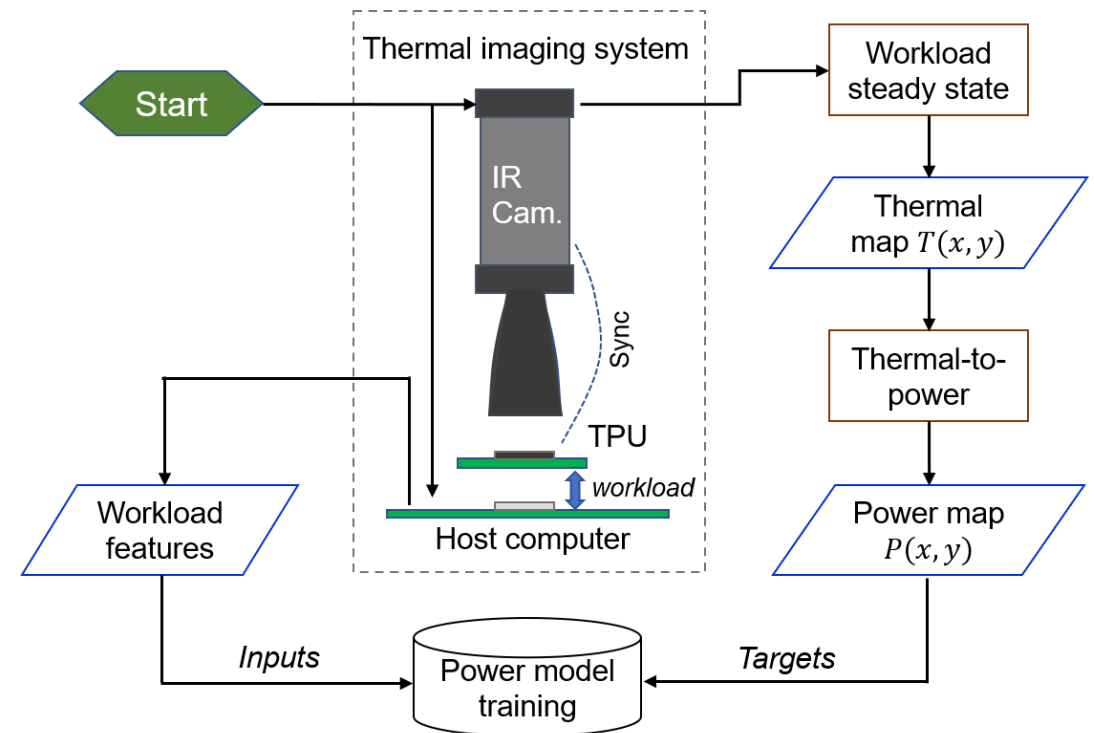 Thermal imaging system
Start
IR
Cam.
Sync
TPU
workload
Host computer
Workload
steady state
Thermal
map T(x, y)
Thermal-to-
power
Power map
P(x, y)
Workload
features
Inputs
Power model
training
Targets